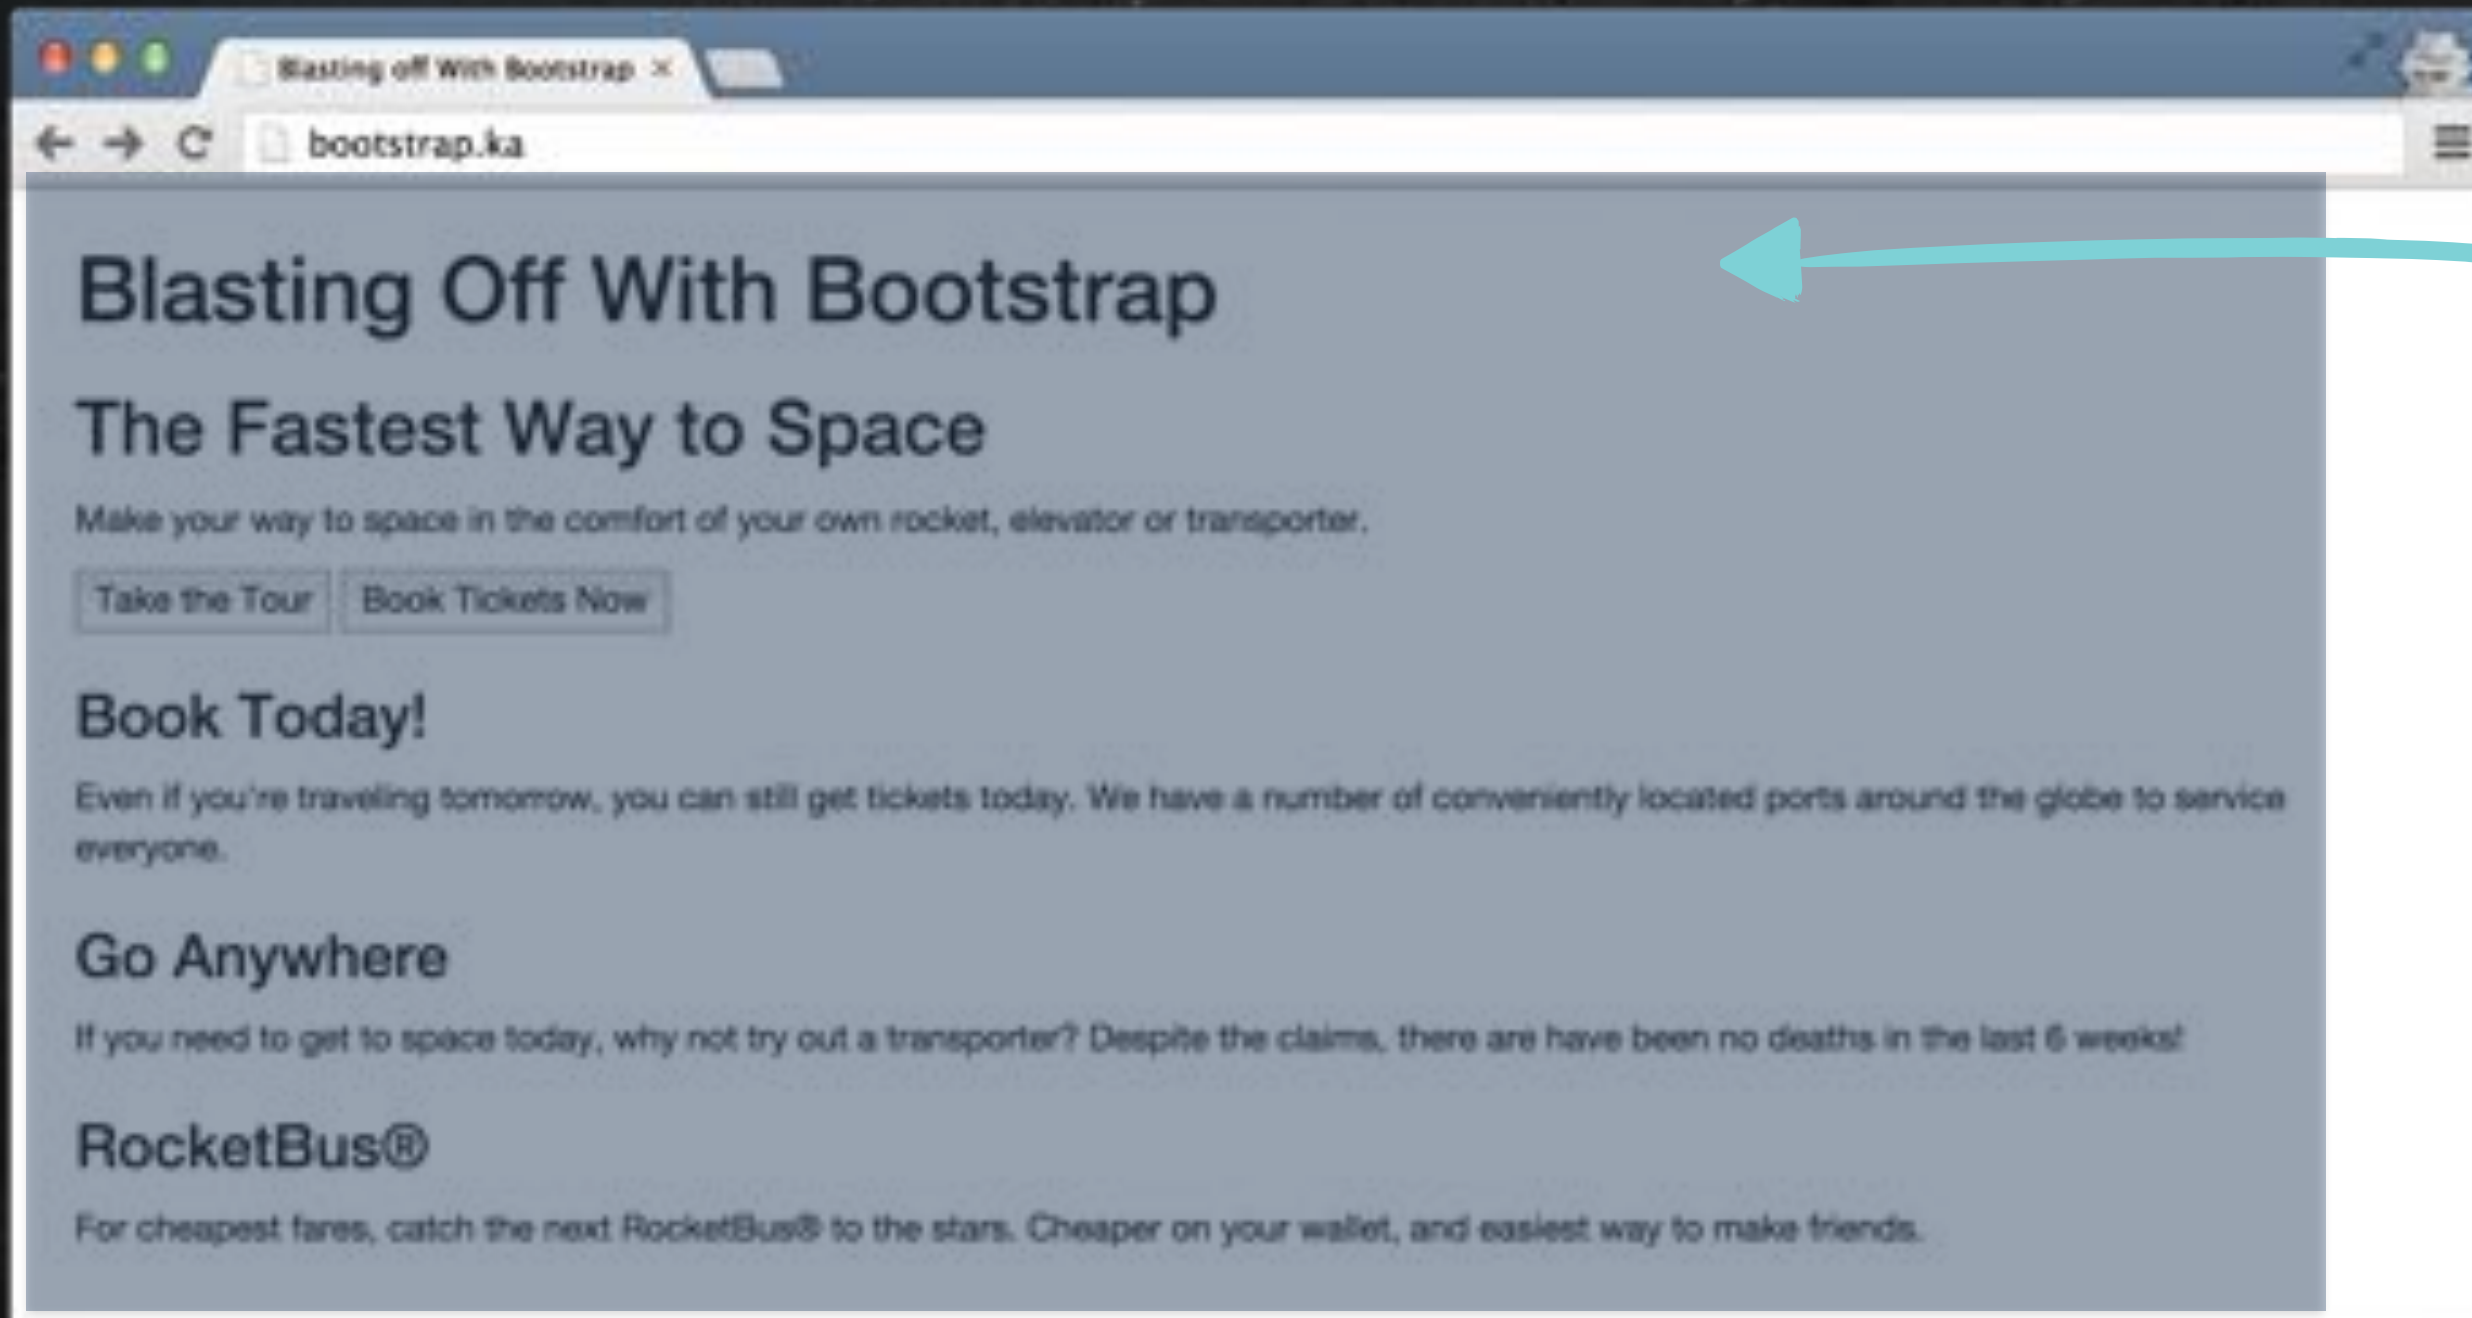 Blasting off With Bootstrap
bootstrap.ka
Blasting Off With Bootstrap
The Fastest Way to Space
Make your way to space in the comfort of your own rocket, elevator or transporter.
Take the Tour Book Tickets Now
Book Today!
Even if you're traveling tomorrow, you can still get tickets today. We have a number of conveniently located ports around the globe to service
everyone.
Go Anywhere
If you need to get to space today, why not try out a transporter? Despite the claims, there are have been no deaths in the last 6 weeks!
RocketBus®
For cheapest fares, catch the next RocketBus® to the stars. Cheaper on your wallet, and easiest way to make friends.